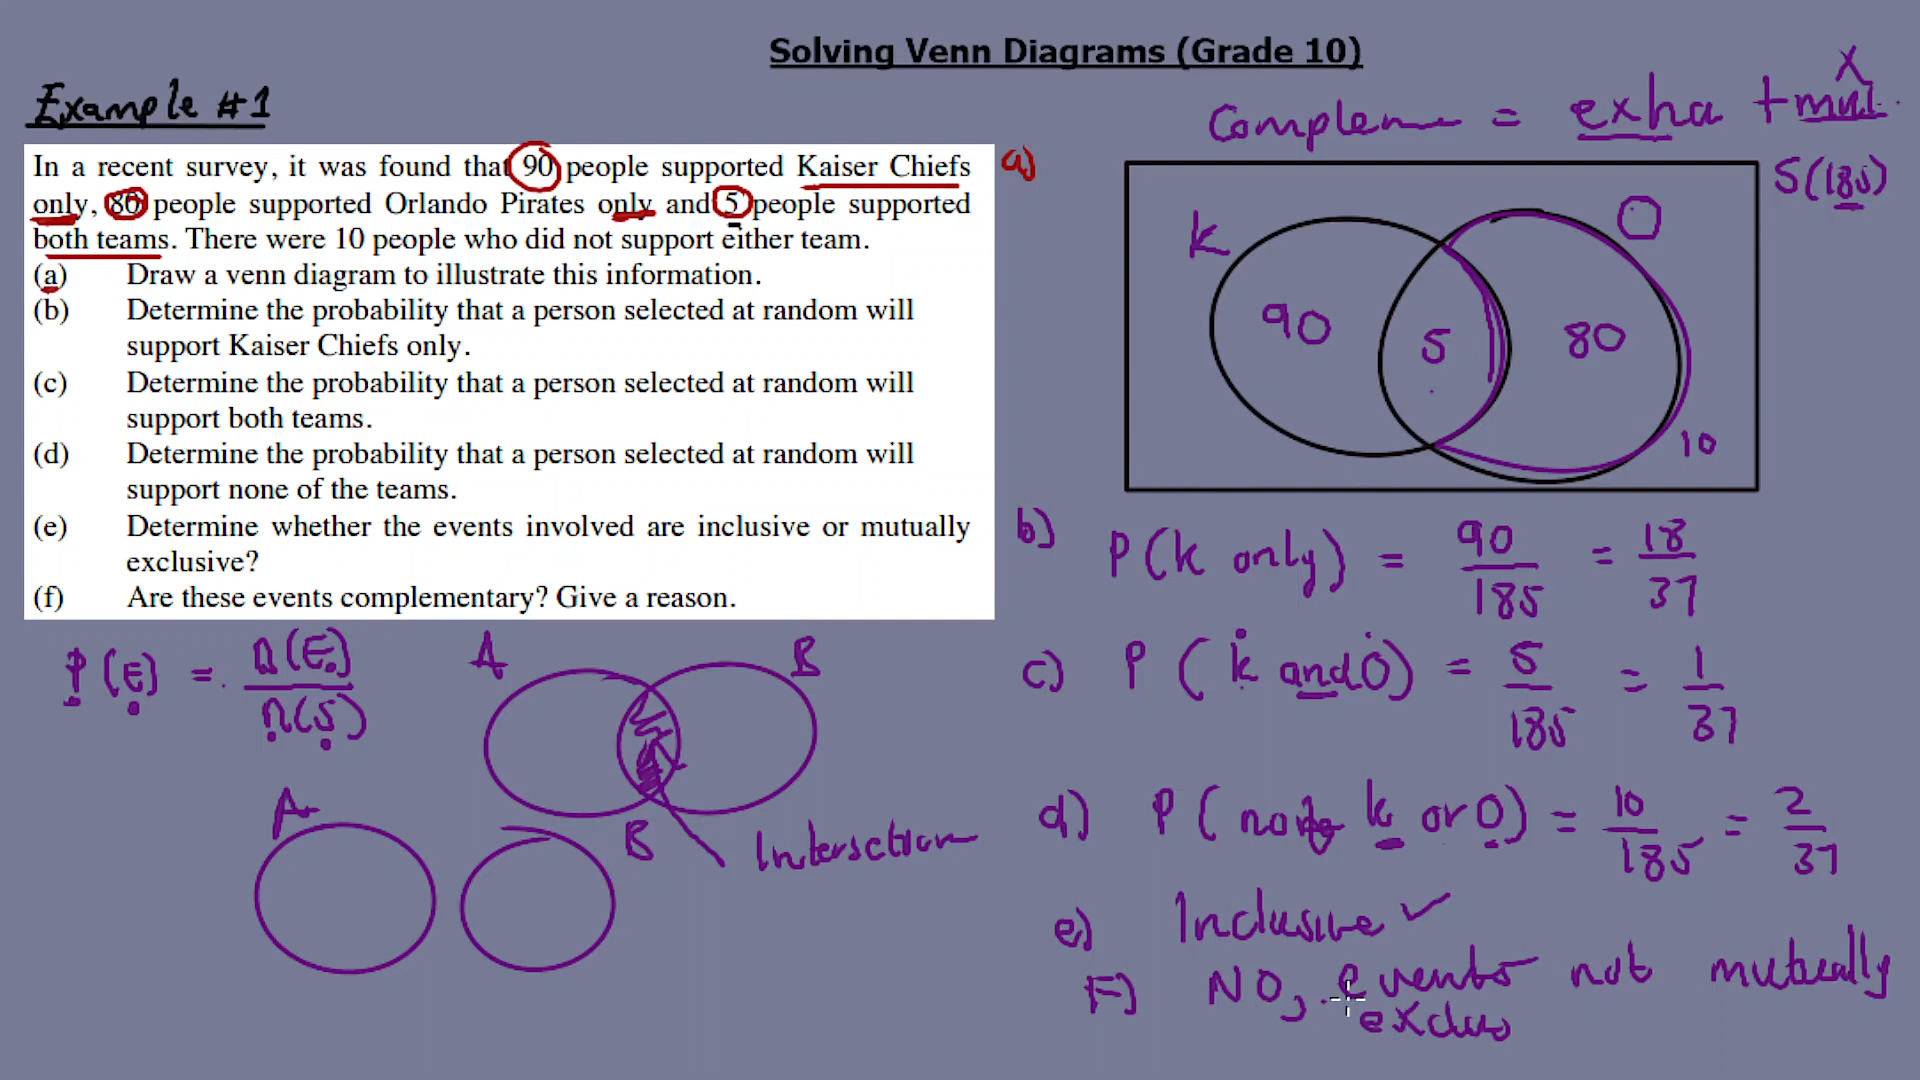 Solving Venn Diagrams (Grade 10)
Example #1
Complem = exha + mul.
X
S(185)
In a recent survey, it was found that 90 people supported Kaiser Chiefs
only, 80 people supported Orlando Pirates only and 5 people supported
both teams. There were 10 people who did not support either team.
(a) Draw a venn diagram to illustrate this information.
(b) Determine the probability that a person selected at random will
support Kaiser Chiefs only.
(c) Determine the probability that a person selected at random will
support both teams.
(d) Determine the probability that a person selected at random will
support none of the teams.
(e) Determine whether the events involved are inclusive or mutually
exclusive?
(f) Are these events complementary? Give a reason.
a)
K O
90 5 80
10
b) P(K only) = 90/185 = 18/37
c) P(K and O) = 5/185 = 1/37
d) P( K or O) = 10/185 = 2/37
e) Inclusive ✓
F) NO, events not mutually
exclus
P(E) = n(E)/n(S)
A B
Intersection
A B